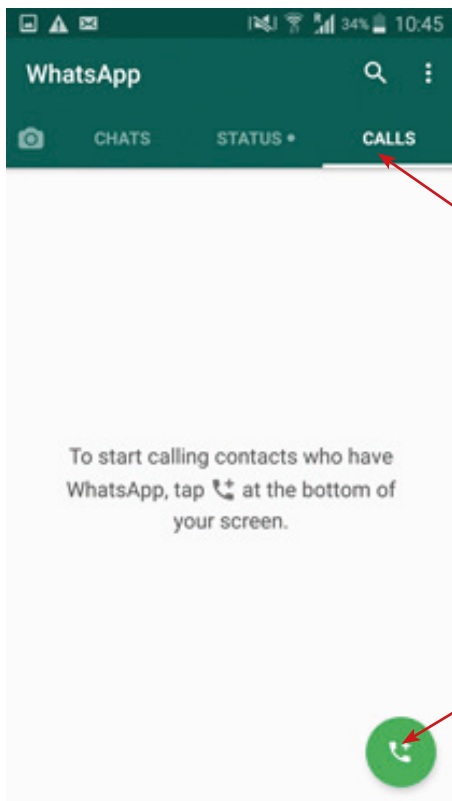 34% 10:45
WhatsApp
CHATS STATUS • CALLS
To start calling contacts who have
WhatsApp, tap at the bottom of
your screen.